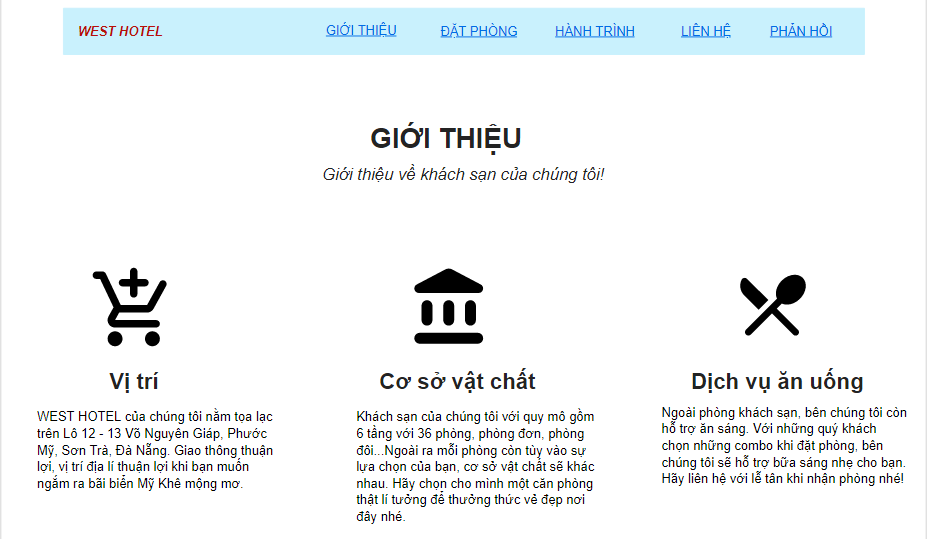 WEST HOTEL
GIỚI THIỆU
ĐẶT PHÒNG
HÀNH TRÌNH
LIÊN HỆ
PHẢN HỒI
GIỚI THIỆU
Giới thiệu về khách sạn của chúng tôi!
Vị trí
WEST HOTEL của chúng tôi nằm tọa lạc
trên Lô 12 - 13 Võ Nguyên Giáp, Phước
Mỹ, Sơn Trà, Đà Nẵng. Giao thông thuận
lợi, vị trí địa lí thuận lợi khi bạn muốn
ngắm ra bãi biển Mỹ Khê mộng mơ.
Cơ sở vật chất
Khách sạn của chúng tôi với quy mô gồm
6 tầng với 36 phòng, phòng đơn, phòng
đôi...Ngoài ra mỗi phòng còn tùy vào sự
lựa chọn của bạn, cơ sở vật chất sẽ khác
nhau. Hãy chọn cho mình một căn phòng
thật lí tưởng để thưởng thức vẻ đẹp nơi
đây nhé.
Dịch vụ ăn uống
Ngoài phòng khách sạn, bên chúng tôi còn
hỗ trợ ăn sáng. Với những quý khách
chọn những combo khi đặt phòng, bên
chúng tôi sẽ hỗ trợ bữa sáng nhẹ cho bạn.
Hãy liên hệ với lễ tân khi nhận phòng nhé!